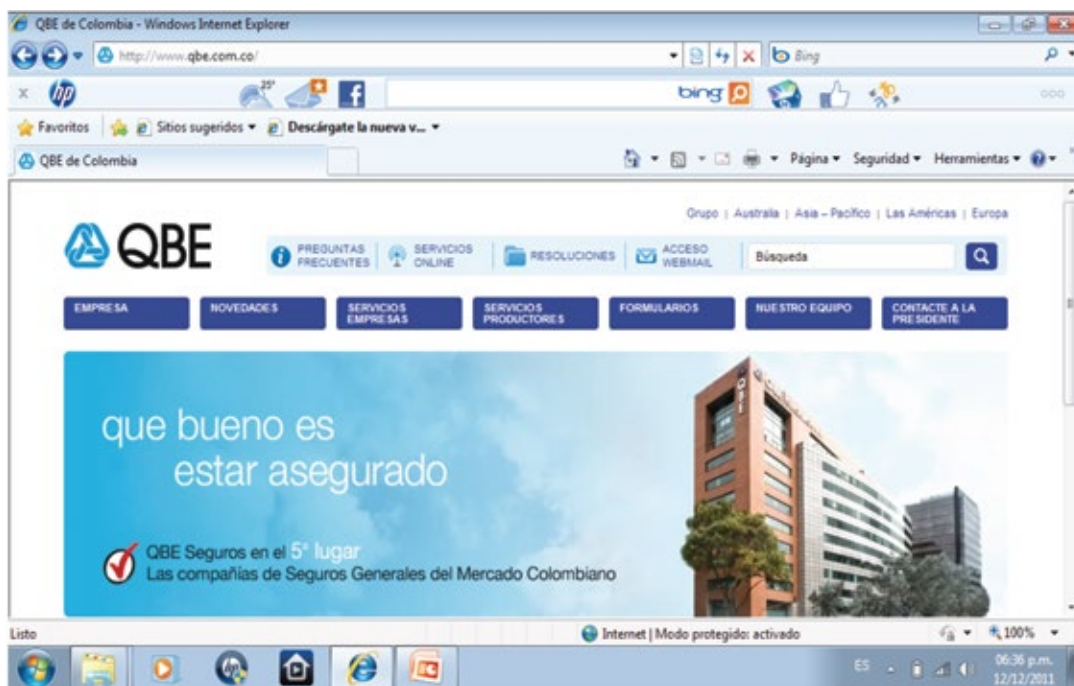 QBE de Colombia - Windows Internet Explorer
http://www.qbe.com.co/
Bing
hp
25°
bing
Favoritos
Sitios sugeridos
Descárgate la nueva v...
QBE de Colombia
Página
Seguridad
Herramientas
Grupo | Australia | Asia – Pacífico | Las Américas | Europa
QBE
PREGUNTAS
FRECUENTES
SERVICIOS
ONLINE
RESOLUCIONES
ACCESO
WEBMAIL
Búsqueda
EMPRESA
NOVEDADES
SERVICIOS
EMPRESAS
SERVICIOS
PRODUCTORES
FORMULARIOS
NUESTRO EQUIPO
CONTACTE A LA
PRESIDENTE
que bueno es
estar asegurado
QBE
QBE Seguros en el 5° lugar
Las compañías de Seguros Generales del Mercado Colombiano
Listo
Internet | Modo protegido: activado
100%
ES
06:36 p.m.
12/12/2011